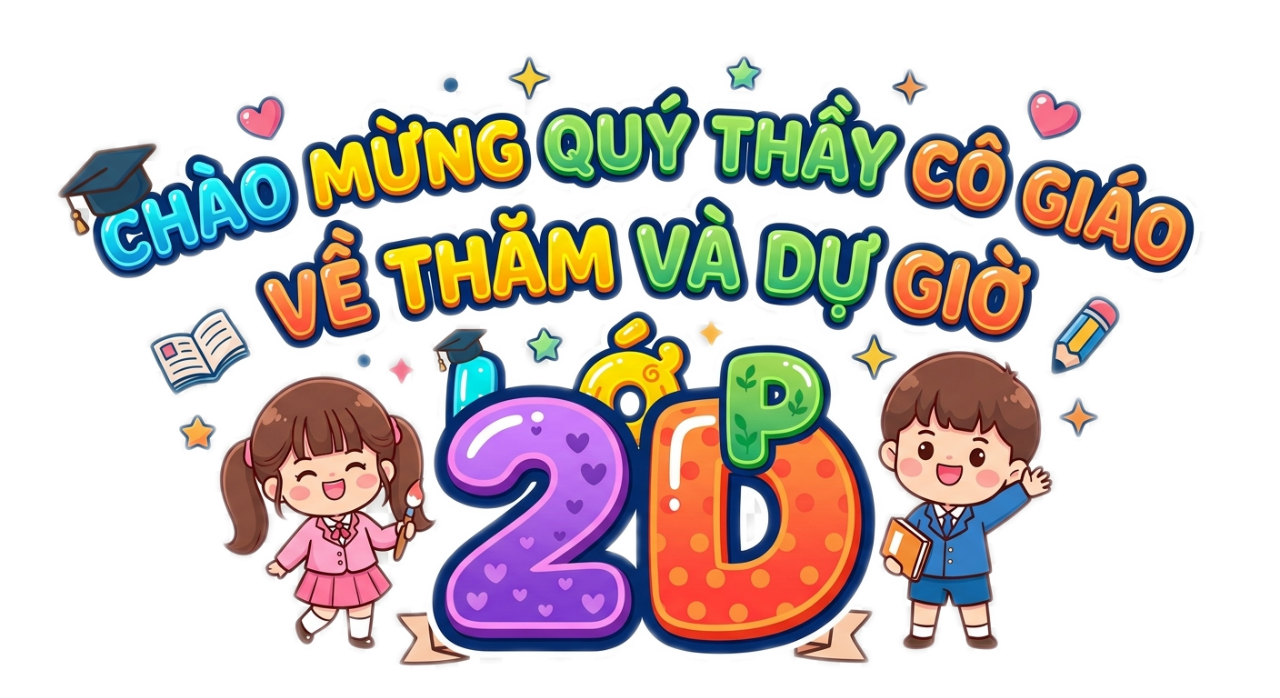 CHÀO MỪNG QUÝ THẦY CÔ GIÁO
VỀ THĂM VÀ DỰ GIỜ
LỚP
2D